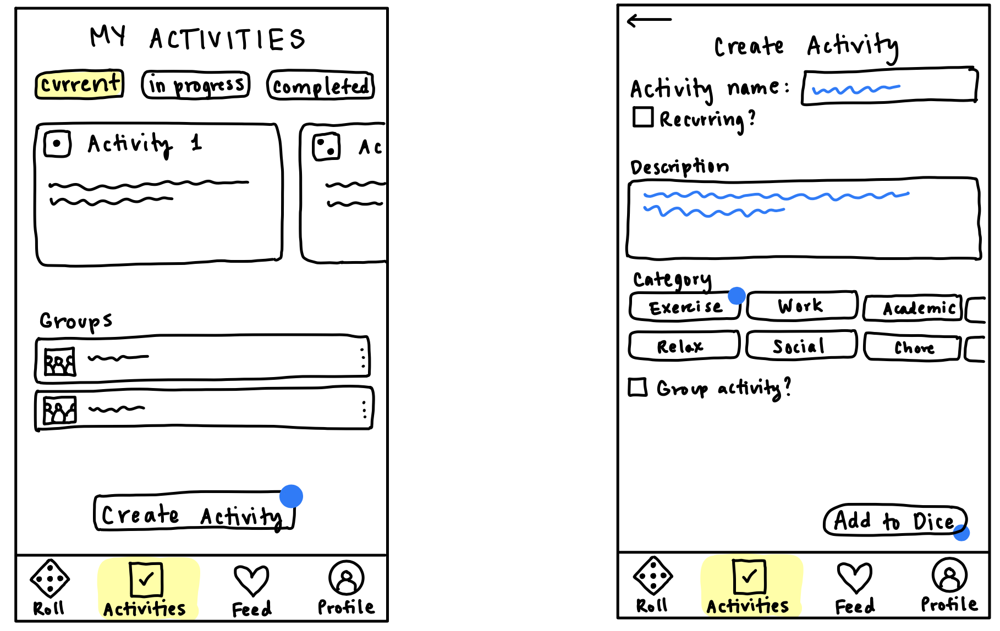 MY ACTIVITIES
current in progress completed
Activity 1 Ac
Groups
Create Activity
Roll Activities Feed Profile
Create Activity
Activity name:
Recurring?
Description
Category
Exercise Work Academic
Relax Social Chore
Group activity?
Add to Dice
Roll Activities Feed Profile